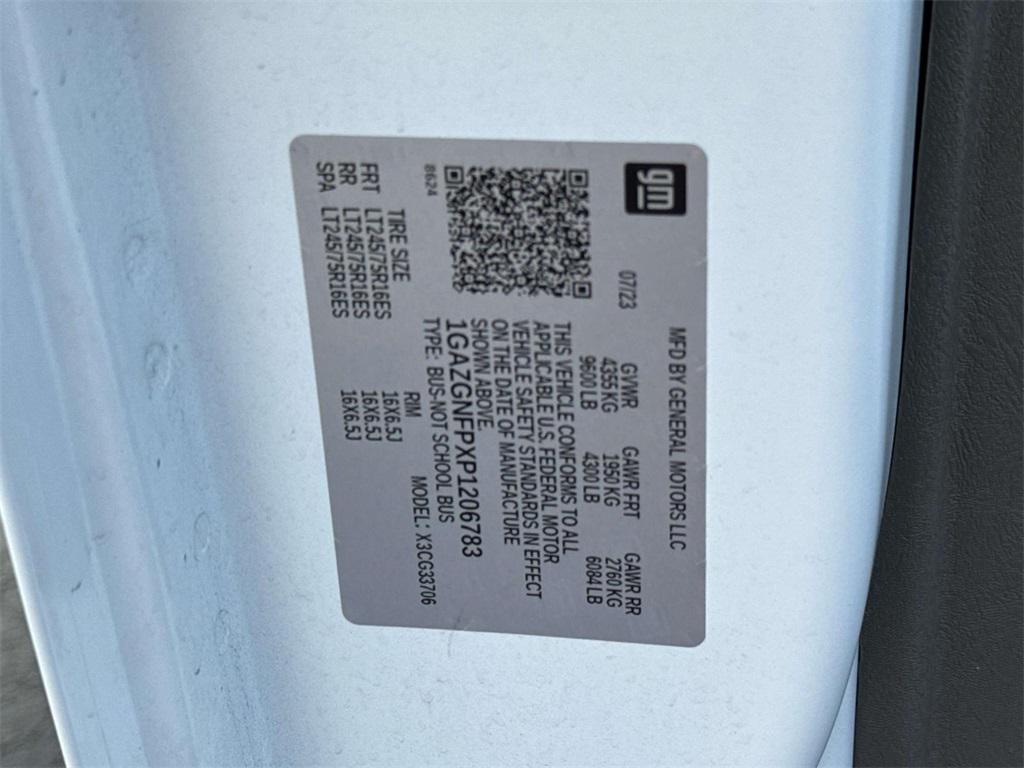 gm
MFD BY GENERAL MOTORS LLC
07/23
GVWR GAWR FRT GAWR RR
4355 KG 1950 KG 2760 KG
9600 LB 4300 LB 6084 LB
THIS VEHICLE CONFORMS TO ALL
APPLICABLE U.S. FEDERAL MOTOR
VEHICLE SAFETY STANDARDS IN EFFECT
ON THE DATE OF MANUFACTURE
SHOWN ABOVE.
1GAZGNFPXP1206783
8624
TYPE: BUS-NOT SCHOOL BUS
MODEL: X3CG33706
TIRE SIZE RIM
FRT LT245/75R16ES 16X6.5J
RR LT245/75R16ES 16X6.5J
SPA LT245/75R16ES 16X6.5J